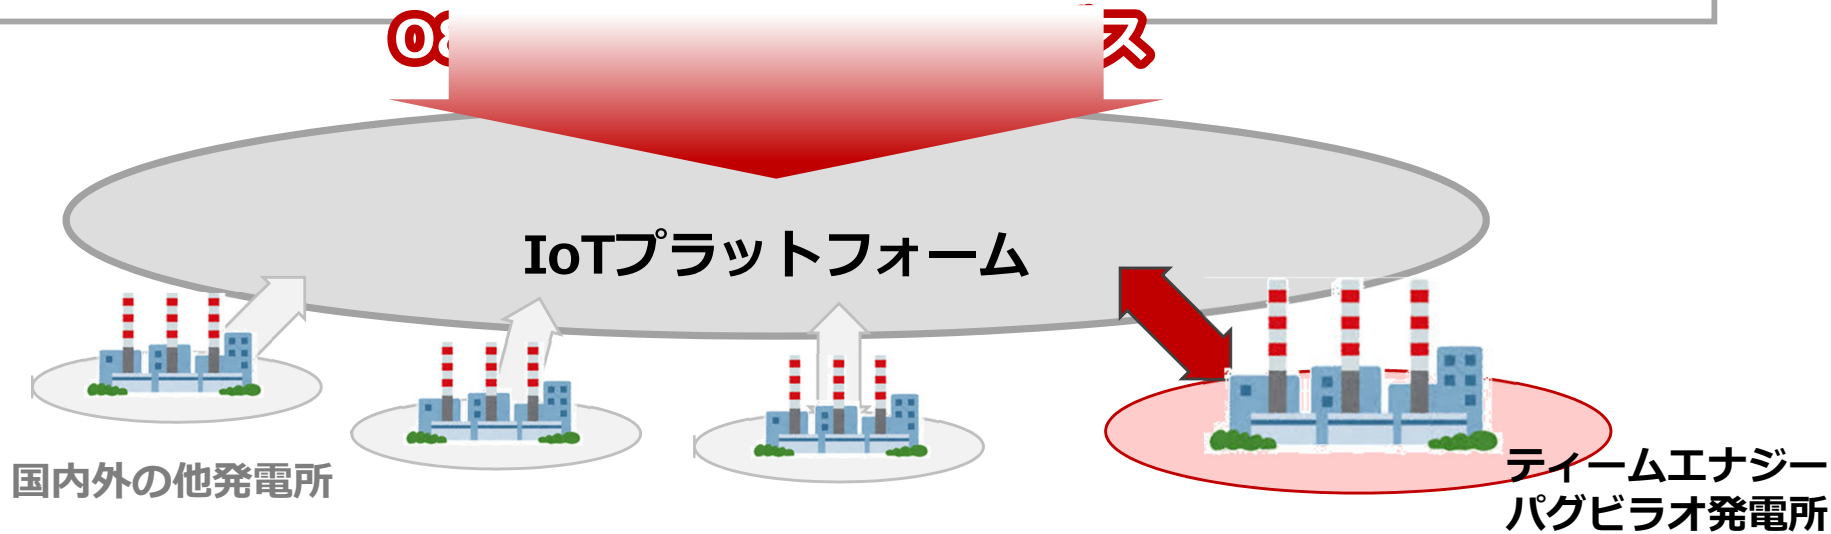 IoTプラットフォーム
国内外の他発電所
ティームエナジー
パグビラオ発電所